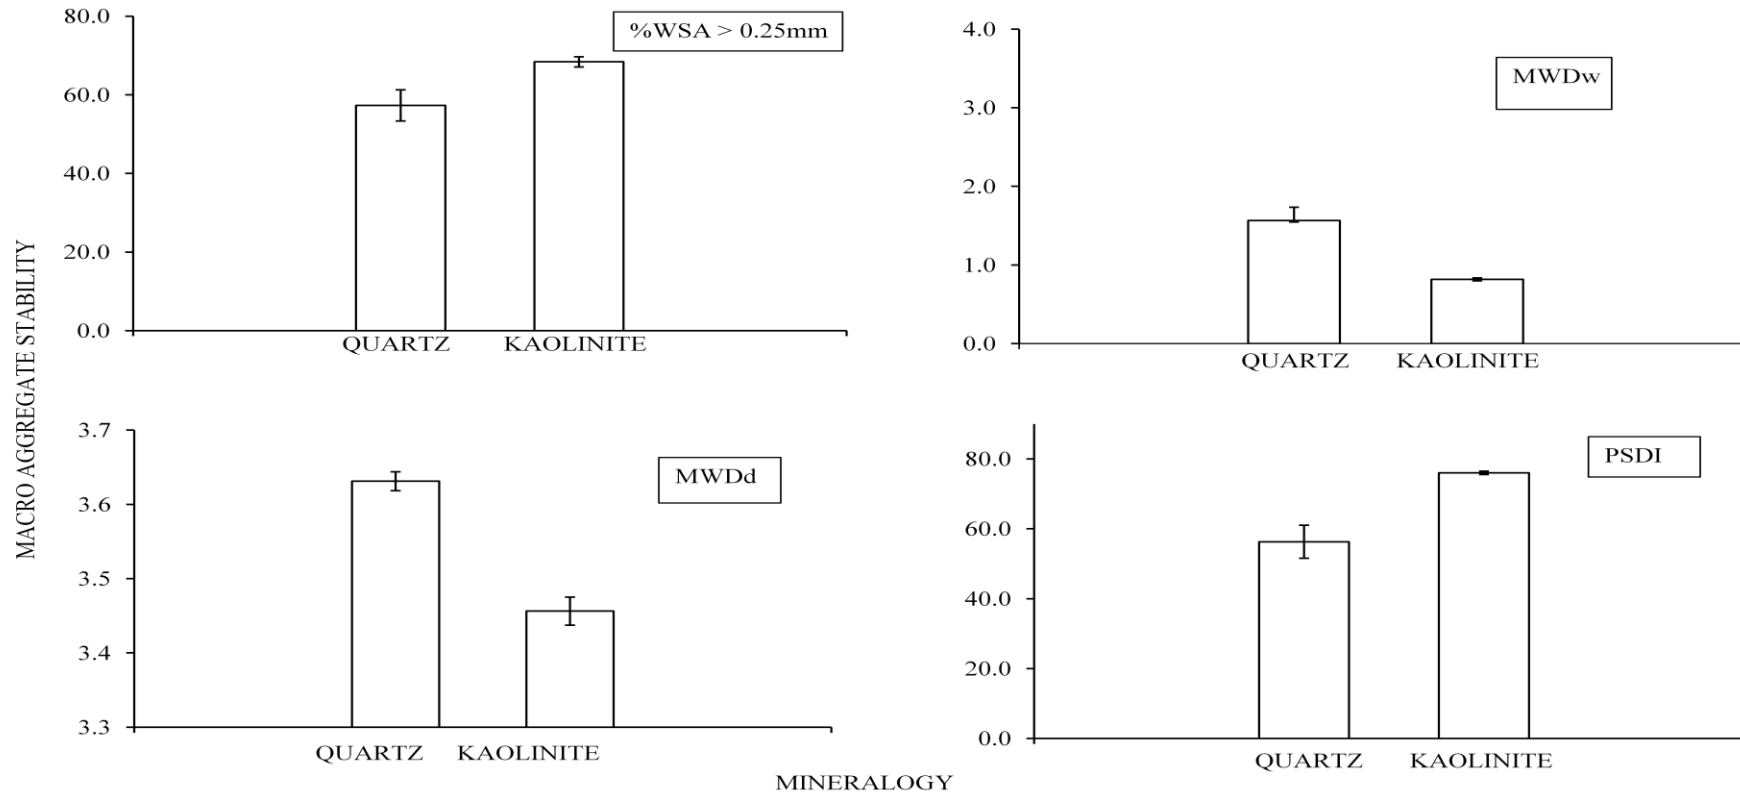 MACRO AGGREGATE STABILITY
80.0
60.0
40.0
20.0
0.0
%WSA > 0.25mm
QUARTZ KAOLINITE
4.0
3.0
2.0
1.0
0.0
MWDw
QUARTZ KAOLINITE
3.7
3.6
3.5
3.4
3.3
MWDd
QUARTZ KAOLINITE
80.0
60.0
40.0
20.0
0.0
PSDI
QUARTZ KAOLINITE
MINERALOGY